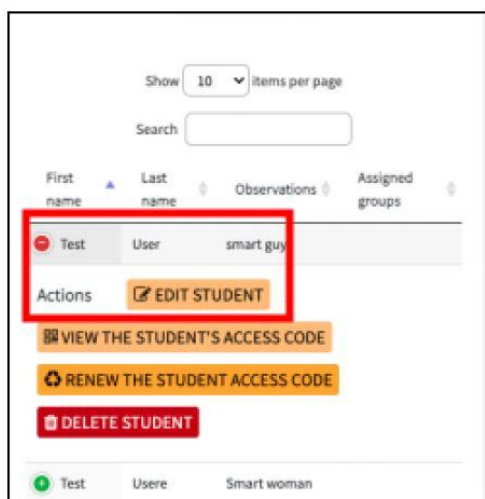 Show 10 items per page
Search
First name Last name Observations Assigned groups
Test User smart guy
Actions EDIT STUDENT
VIEW THE STUDENT'S ACCESS CODE
RENEW THE STUDENT ACCESS CODE
DELETE STUDENT
Test Usere Smart woman